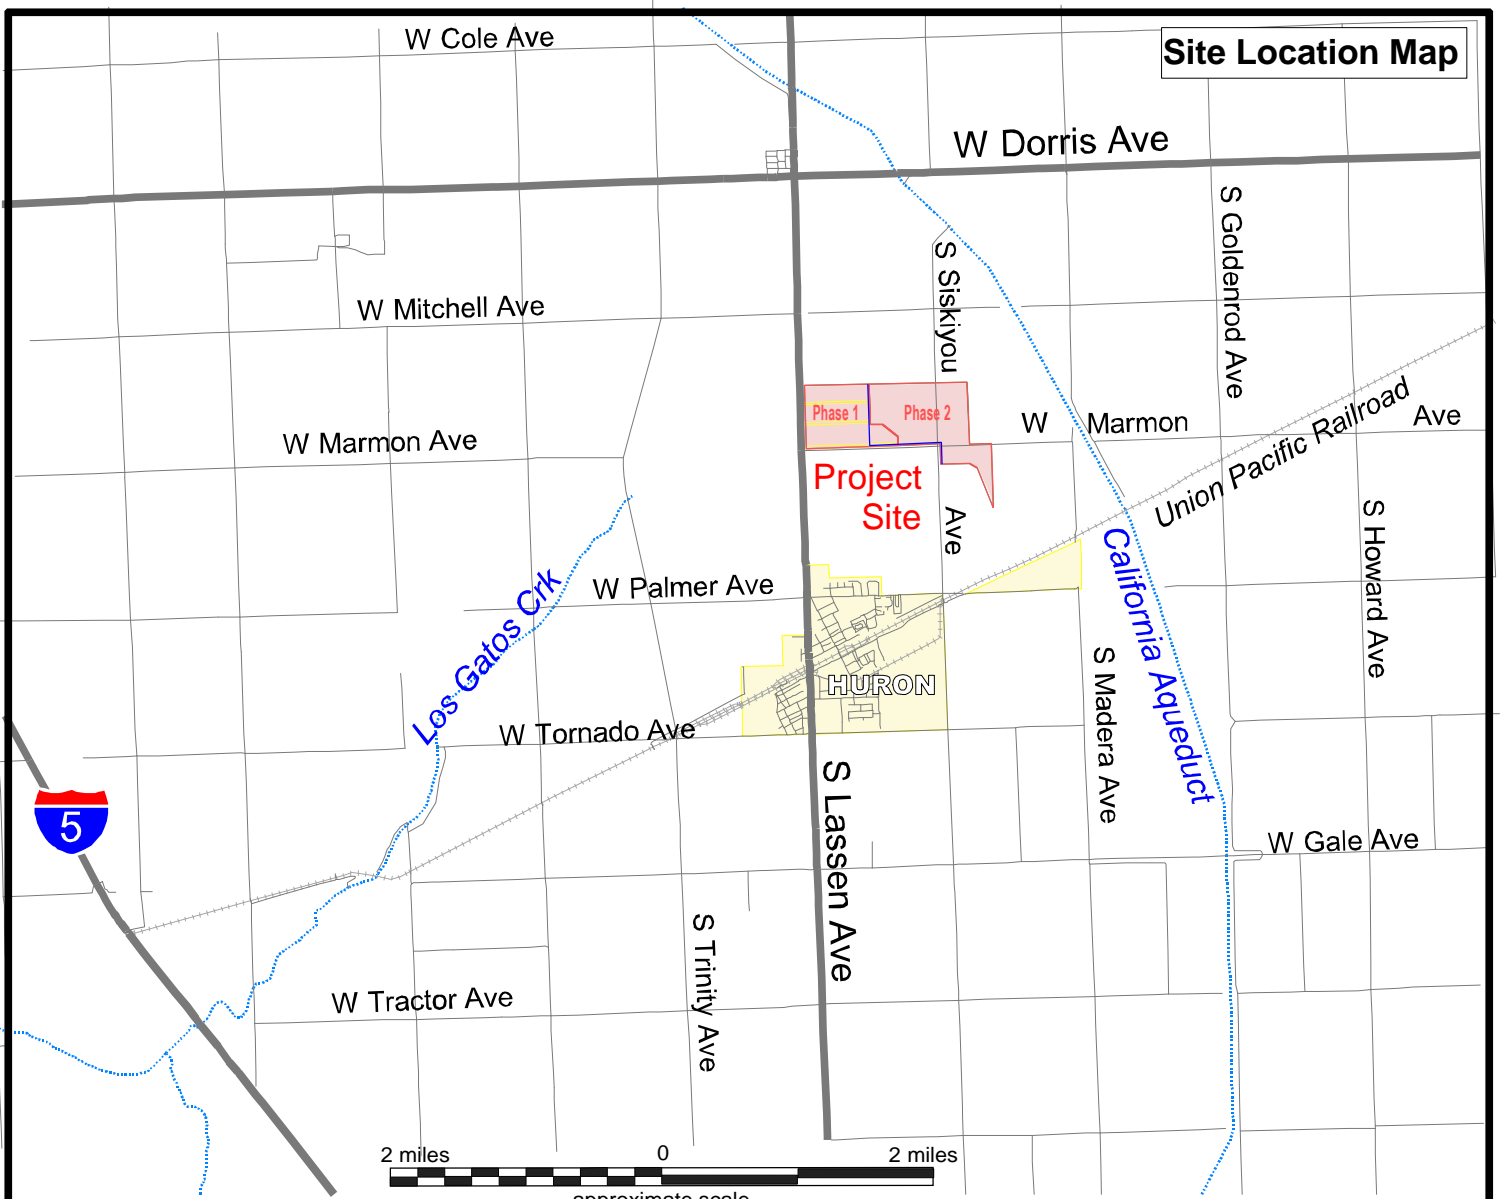 W Cole Ave
Site Location Map
W Dorris Ave
S Goldenrod Ave
S Siskiyou
W Mitchell Ave
Phase 1
Phase 2
W Marmon
Ave
Union Pacific Railroad
W Marmon Ave
Project
Site
Ave
S Howard Ave
California Aqueduct
Los Gatos Crk
W Palmer Ave
HURON
S Madera Ave
W Tornado Ave
S Lassen Ave
5
W Gale Ave
S Trinity Ave
W Tractor Ave
2 miles 0 2 miles
approximate scale